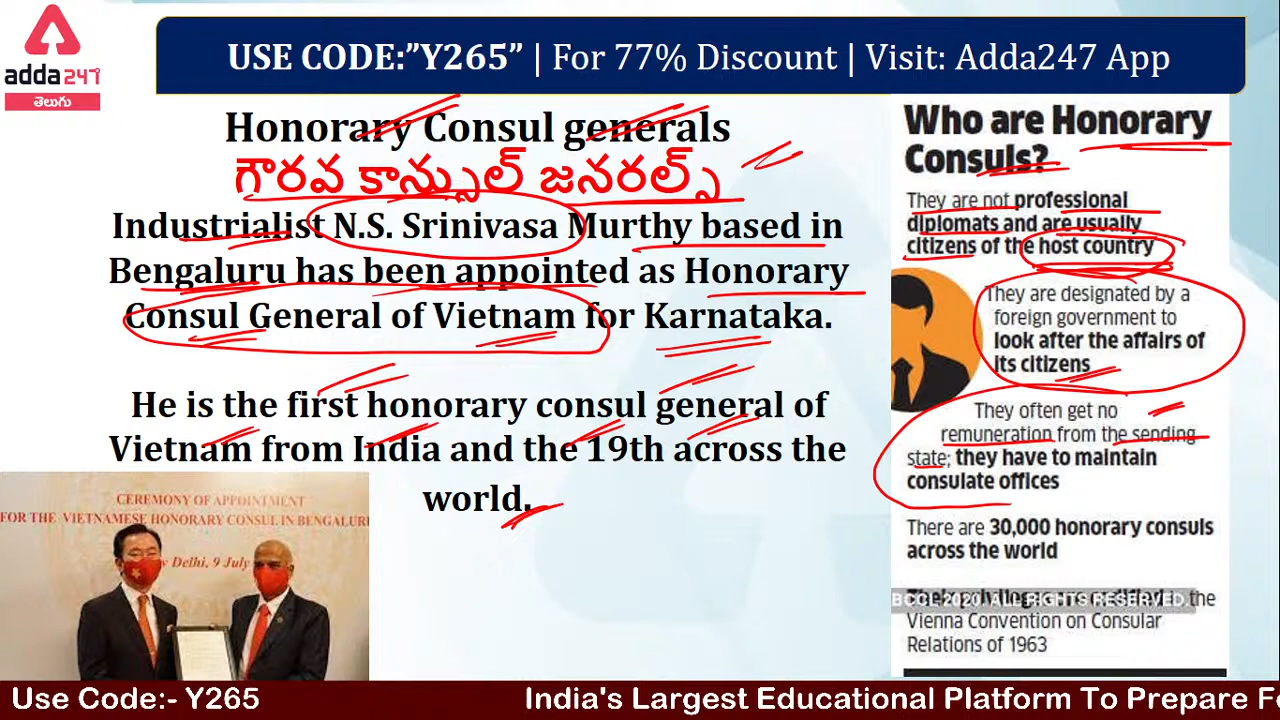 adda247
తెలుగు
USE CODE:”Y265” | For 77% Discount | Visit: Adda247 App
Honorary Consul generals
గౌరవ కాన్సుల్ జనరల్స్
Industrialist N.S. Srinivasa Murthy based in
Bengaluru has been appointed as Honorary
Consul General of Vietnam for Karnataka.
He is the first honorary consul general of
Vietnam from India and the 19th across the
world.
CEREMONY OF APPOINTMENT
FOR THE VIETNAMESE HONORARY CONSUL IN BENGALURU
Delhi, 9 July
Who are Honorary
Consuls?
They are not professional
diplomats and are usually
citizens of the host country
They are designated by a
foreign government to
look after the affairs of
its citizens
They often get no
remuneration from the sending
state; they have to maintain
consulate offices
There are 30,000 honorary consuls
across the world
2020. ALL RIGHTS RESERVED.
the
Vienna Convention on Consular
Relations of 1963
Use Code:- Y265
India's Largest Educational Platform To Prepare